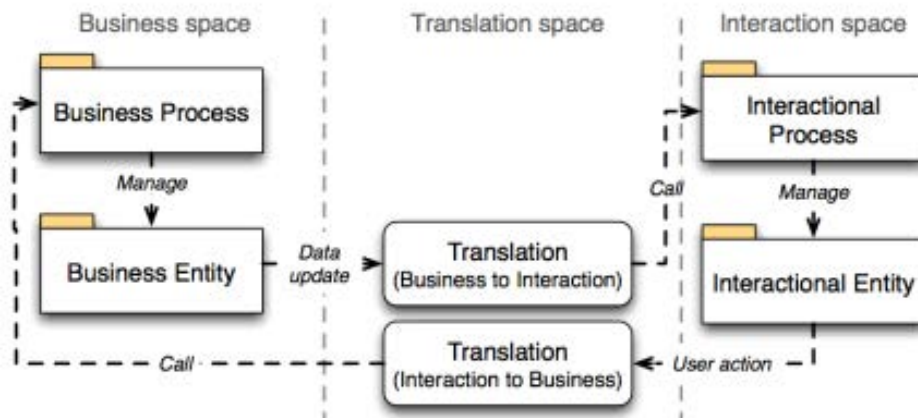 Business space
Translation space
Interaction space
Business Process
Interactional
Process
Manage
Call
Manage
Business Entity
Data
update
Translation
(Business to Interaction)
Interactional Entity
Call
Translation
(Interaction to Business)
User action